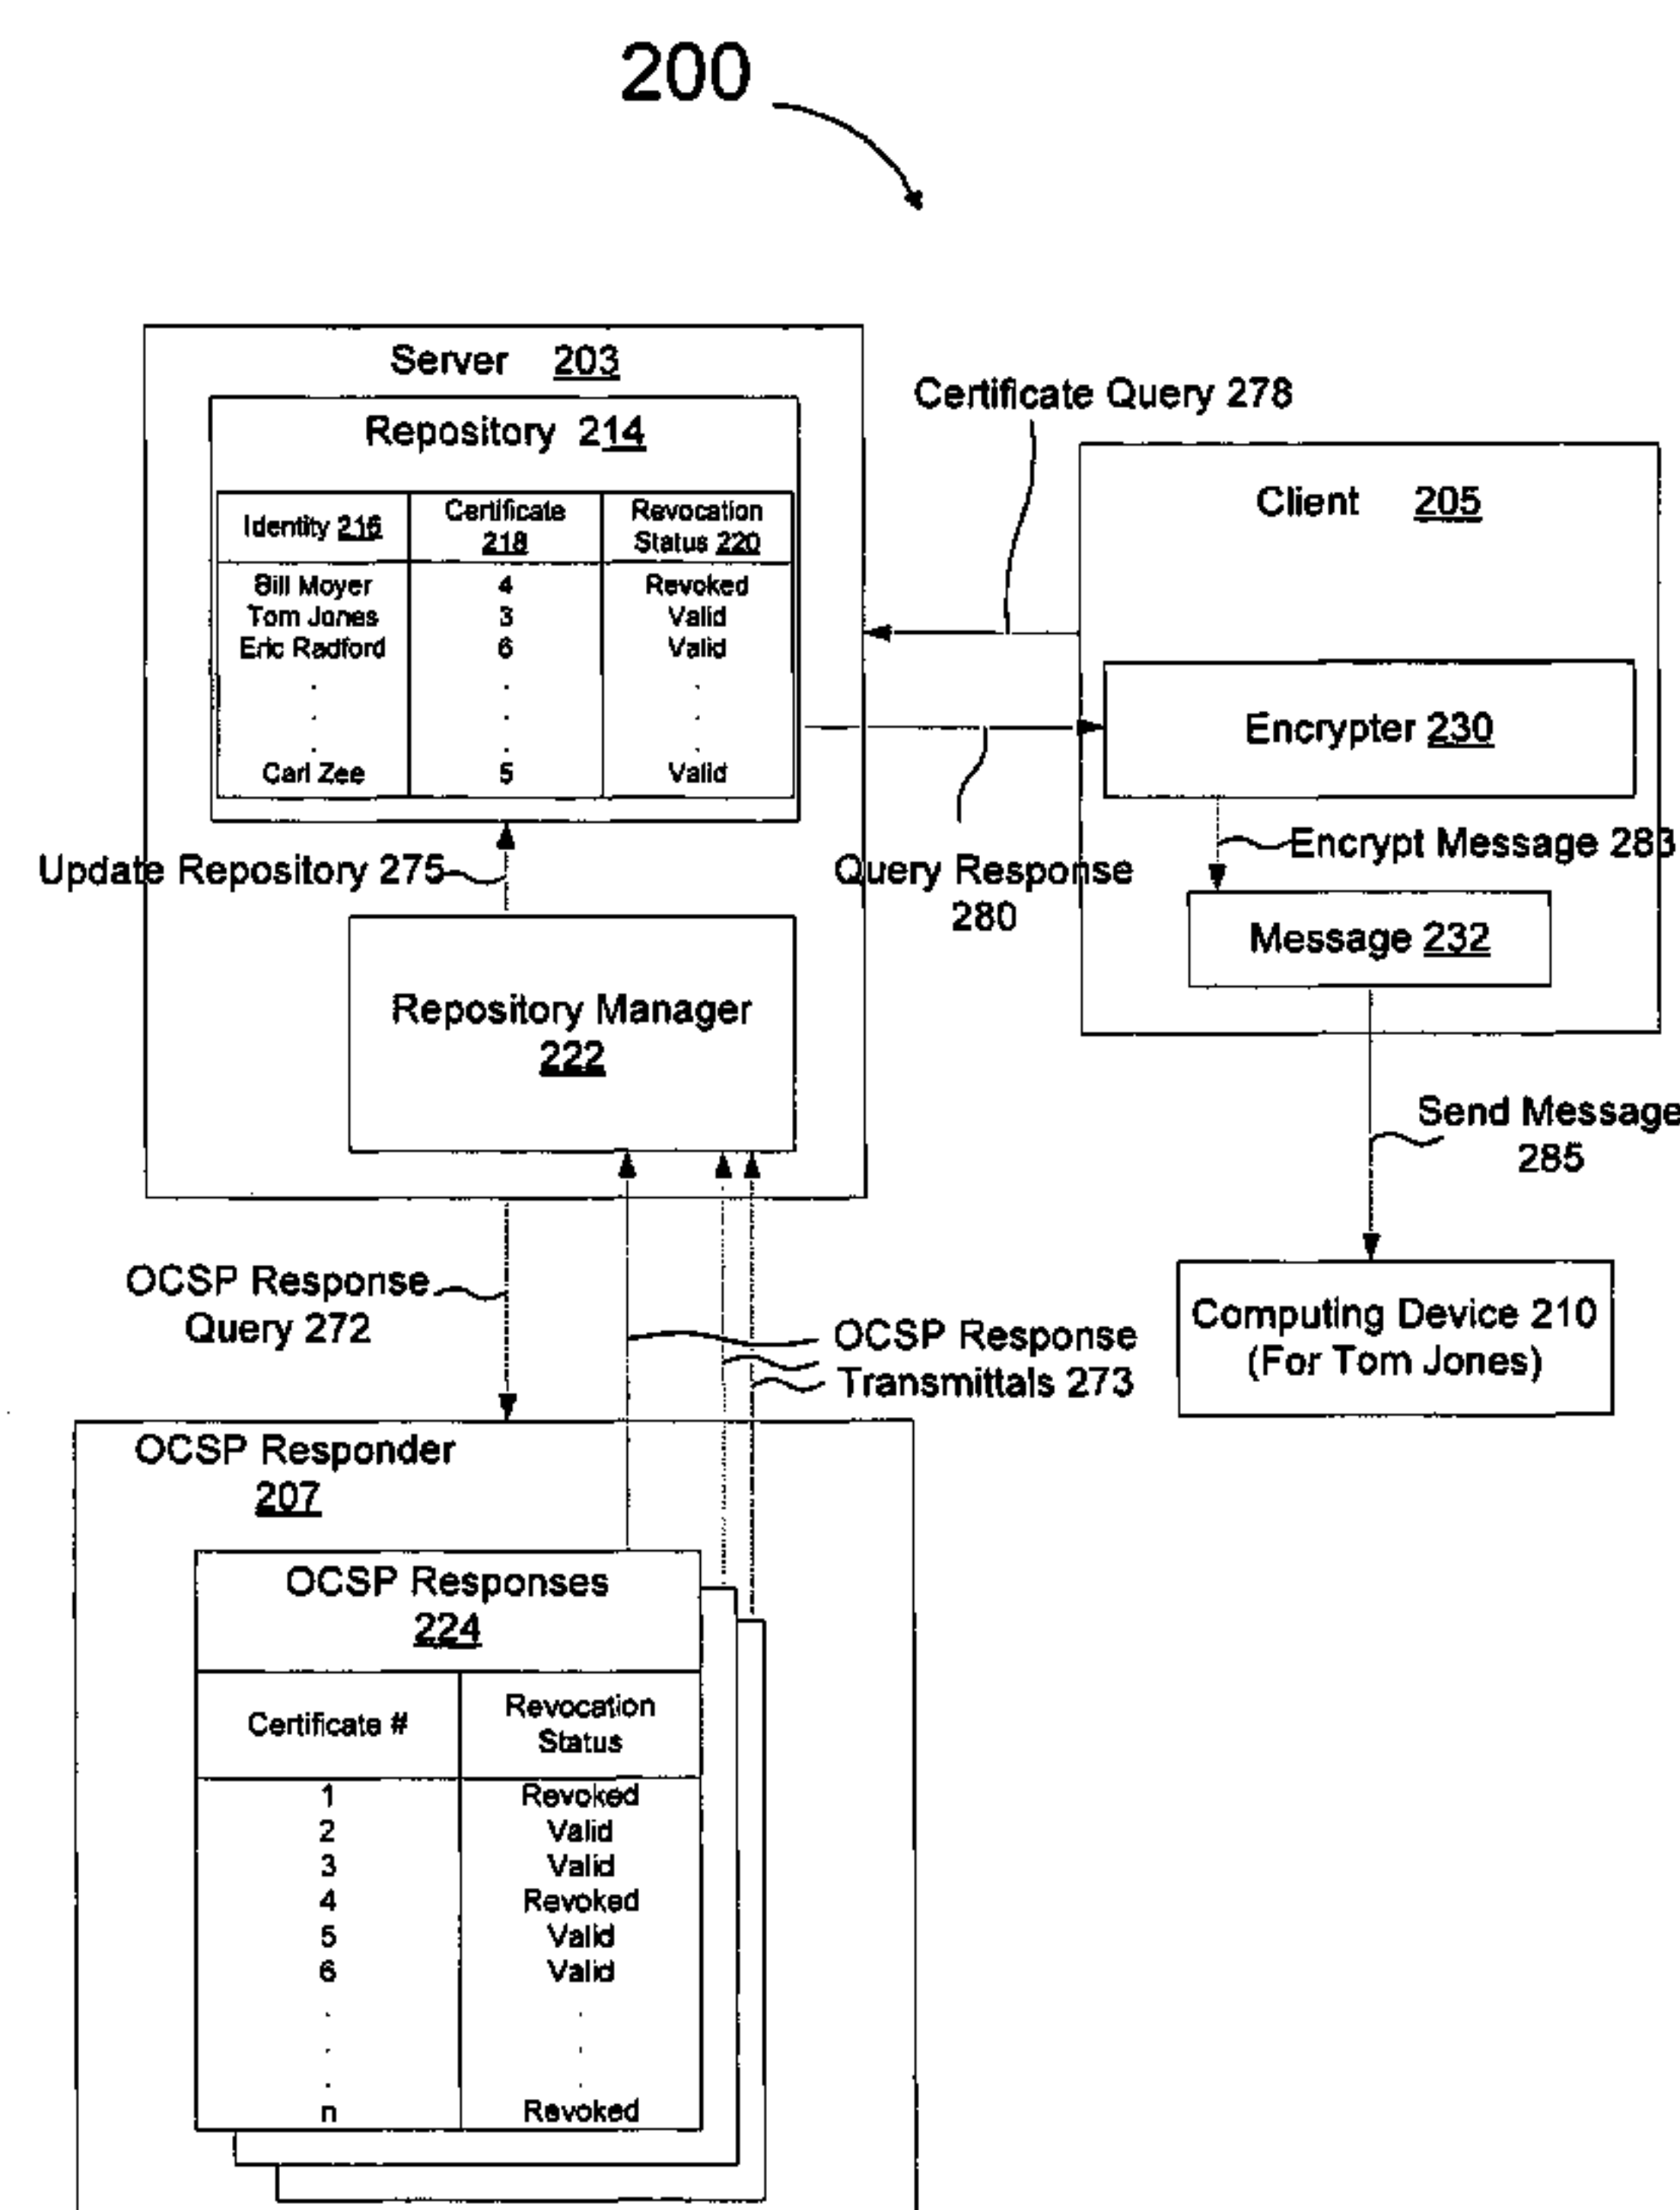 200
Server 203
Repository 214
Identity 216
Certificate
218
Revocation
Status 220
Bill Moyer 4 Revoked
Tom Jones 3 Valid
Eric Radford 6 Valid
. . .
. . .
. . .
Carl Zee 5 Valid
Update Repository 275
Repository Manager
222
Certificate Query 278
Query Response
280
Client 205
Encrypter 230
Encrypt Message 283
Message 232
Send Message
285
Computing Device 210
(For Tom Jones)
OCSP Response
Query 272
OCSP Response
Transmittals 273
OCSP Responder
207
OCSP Responses
224
Certificate #
Revocation
Status
1 Revoked
2 Valid
3 Valid
4 Revoked
5 Valid
6 Valid
. .
. .
. .
n Revoked